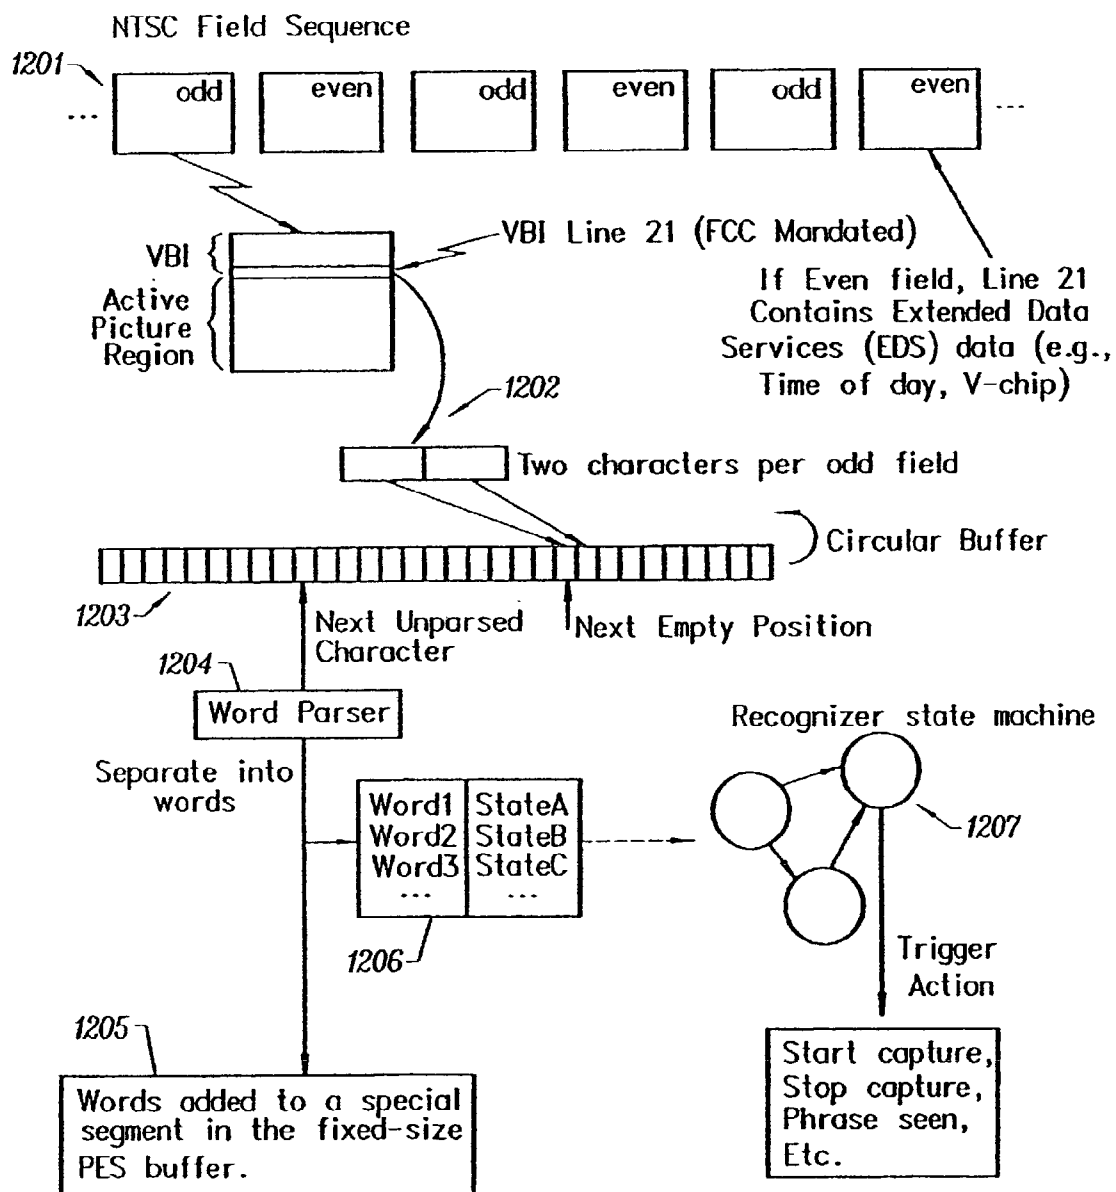 NTSC Field Sequence
1201
... odd even odd even odd even ...
VBI
VBI Line 21 (FCC Mandated)
Active
Picture
Region
If Even field, Line 21
Contains Extended Data
Services (EDS) data (e.g.,
Time of day, V-chip)
1202
Two characters per odd field
Circular Buffer
1203
Next Unparsed
Character
Next Empty Position
1204
Word Parser
Separate into
words
Word1 StateA
Word2 StateB
Word3 StateC
... ...
1206
Recognizer state machine
1207
Trigger
Action
1205
Words added to a special
segment in the fixed-size
PES buffer.
Start capture,
Stop capture,
Phrase seen,
Etc.